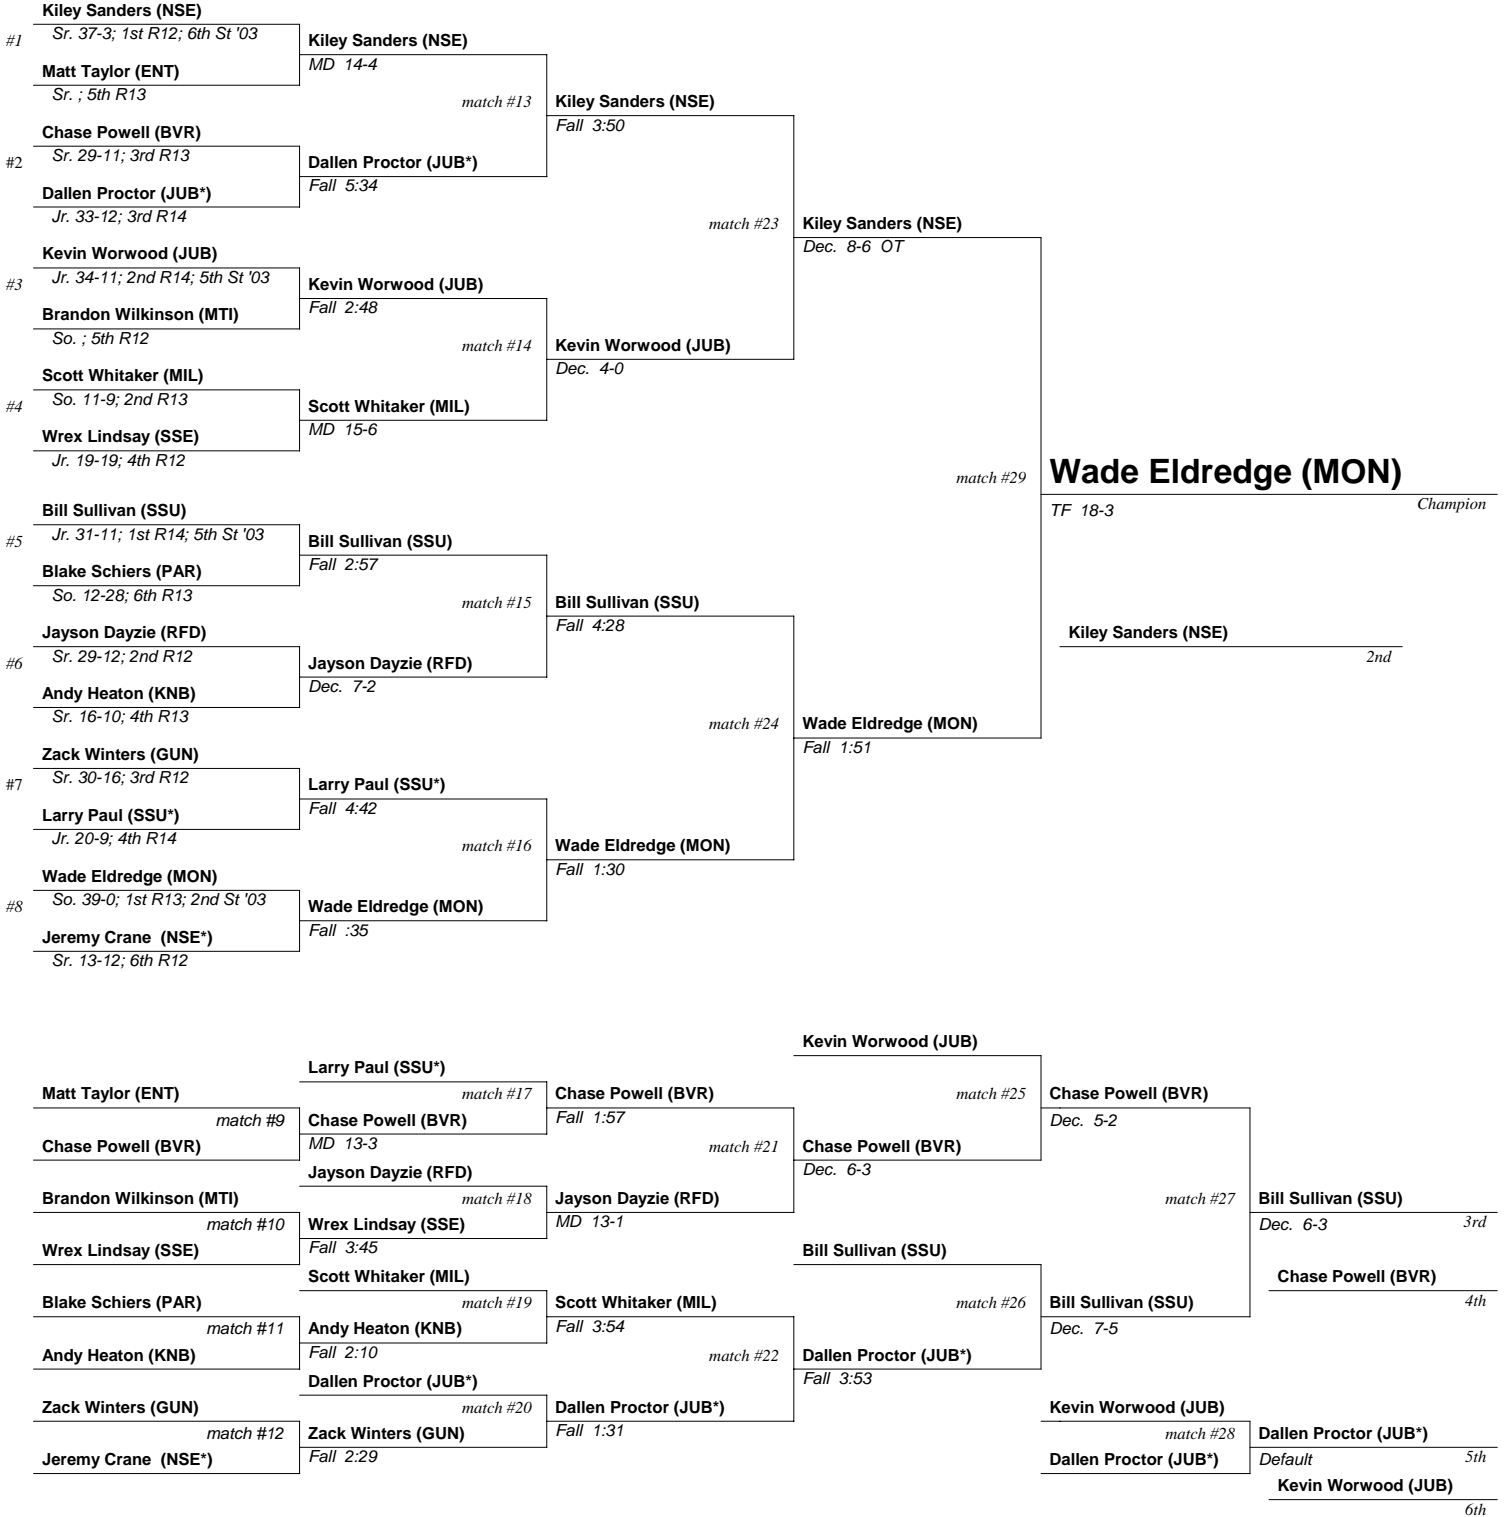 Kiley Sanders (NSE)
#1
Sr. 37-3; 1st R12; 6th St '03
Kiley Sanders (NSE)
MD 14-4
Matt Taylor (ENT)
Sr. ; 5th R13
match #13
Kiley Sanders (NSE)
Fall 3:50
Chase Powell (BVR)
#2
Sr. 29-11; 3rd R13
Dallen Proctor (JUB*)
Fall 5:34
Dallen Proctor (JUB*)
Jr. 33-12; 3rd R14
match #23
Kiley Sanders (NSE)
Dec. 8-6 OT
Kevin Worwood (JUB)
#3
Jr. 34-11; 2nd R14; 5th St '03
Kevin Worwood (JUB)
Fall 2:48
Brandon Wilkinson (MTI)
So. ; 5th R12
match #14
Kevin Worwood (JUB)
Dec. 4-0
Scott Whitaker (MIL)
#4
So. 11-9; 2nd R13
Scott Whitaker (MIL)
MD 15-6
Wrex Lindsay (SSE)
Jr. 19-19; 4th R12
match #29
Wade Eldredge (MON)
TF 18-3
Champion
Bill Sullivan (SSU)
#5
Jr. 31-11; 1st R14; 5th St '03
Bill Sullivan (SSU)
Fall 2:57
Blake Schiers (PAR)
So. 12-28; 6th R13
match #15
Bill Sullivan (SSU)
Fall 4:28
Jayson Dayzie (RFD)
#6
Sr. 29-12; 2nd R12
Jayson Dayzie (RFD)
Dec. 7-2
Kiley Sanders (NSE)
2nd
Andy Heaton (KNB)
Sr. 16-10; 4th R13
match #24
Wade Eldredge (MON)
Fall 1:51
Zack Winters (GUN)
#7
Sr. 30-16; 3rd R12
Larry Paul (SSU*)
Fall 4:42
Larry Paul (SSU*)
Jr. 20-9; 4th R14
match #16
Wade Eldredge (MON)
Fall 1:30
Wade Eldredge (MON)
#8
So. 39-0; 1st R13; 2nd St '03
Wade Eldredge (MON)
Fall :35
Jeremy Crane (NSE*)
Sr. 13-12; 6th R12
Kevin Worwood (JUB)
Larry Paul (SSU*)
Matt Taylor (ENT)
match #17
Chase Powell (BVR)
Fall 1:57
match #25
Chase Powell (BVR)
Dec. 5-2
match #9
Chase Powell (BVR)
MD 13-3
Chase Powell (BVR)
match #21
Chase Powell (BVR)
Dec. 6-3
Jayson Dayzie (RFD)
Brandon Wilkinson (MTI)
match #18
Jayson Dayzie (RFD)
MD 13-1
match #27
Bill Sullivan (SSU)
Dec. 6-3
3rd
match #10
Wrex Lindsay (SSE)
Fall 3:45
Wrex Lindsay (SSE)
Bill Sullivan (SSU)
Scott Whitaker (MIL)
Chase Powell (BVR)
4th
Blake Schiers (PAR)
match #19
Scott Whitaker (MIL)
Fall 3:54
match #26
Bill Sullivan (SSU)
Dec. 7-5
match #11
Andy Heaton (KNB)
Fall 2:10
Andy Heaton (KNB)
match #22
Dallen Proctor (JUB*)
Fall 3:53
Dallen Proctor (JUB*)
Zack Winters (GUN)
match #20
Dallen Proctor (JUB*)
Fall 1:31
Kevin Worwood (JUB)
match #12
Zack Winters (GUN)
Fall 2:29
match #28
Dallen Proctor (JUB*)
Default
5th
Jeremy Crane (NSE*)
Dallen Proctor (JUB*)
Kevin Worwood (JUB)
6th